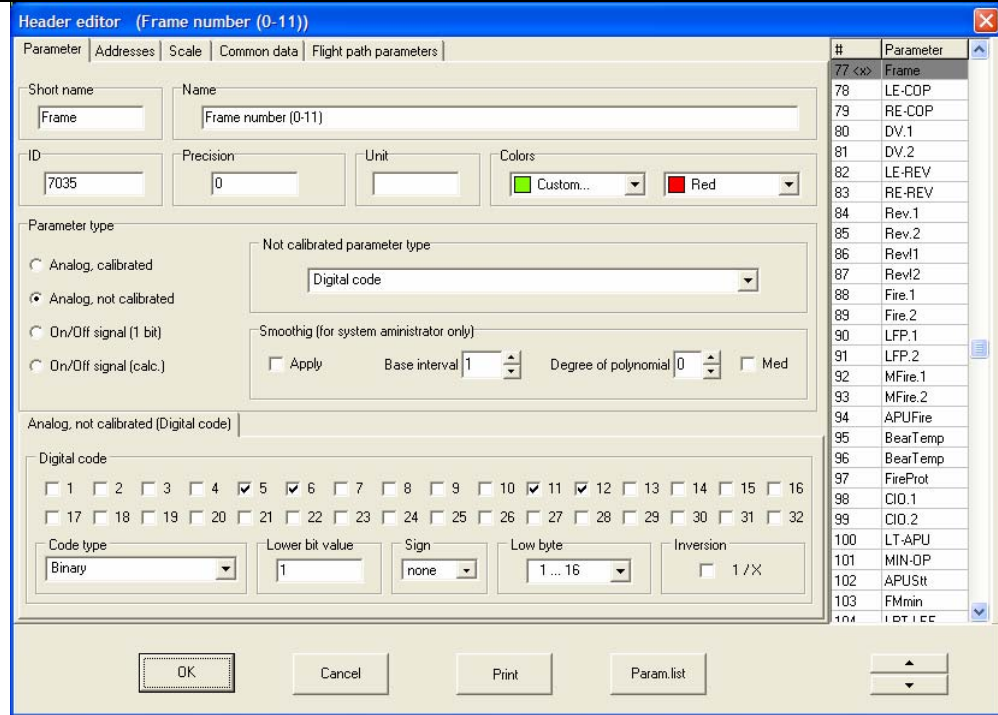 Header editor (Frame number (0-11))
Parameter Addresses Scale Common data Flight path parameters
Short name Name
Frame Frame number (0-11)
ID Precision Unit Colors
7035 0 Custom... Red
Parameter type
Analog, calibrated
Analog, not calibrated
On/Off signal (1 bit)
On/Off signal (calc.)
Not calibrated parameter type
Digital code
Smoothig (for system aministrator only)
Apply Base interval 1 Degree of polynomial 0 Med
Analog, not calibrated (Digital code)
Digital code
1 2 3 4 5 6 7 8 9 10 11 12 13 14 15 16
17 18 19 20 21 22 23 24 25 26 27 28 29 30 31 32
Code type Lower bit value Sign Low byte Inversion
Binary 1 none 1 ... 16 1 / X
OK Cancel Print Param.list
# Parameter
77 <x> Frame
78 LE-COP
79 RE-COP
80 DV.1
81 DV.2
82 LE-REV
83 RE-REV
84 Rev.1
85 Rev.2
86 Rev!1
87 Rev!2
88 Fire.1
89 Fire.2
90 LFP.1
91 LFP.2
92 MFire.1
93 MFire.2
94 APUFire
95 BearTemp
96 BearTemp
97 FireProt
98 CIO.1
99 CIO.2
100 LT-APU
101 MIN-OP
102 APUStt
103 FMmin
104